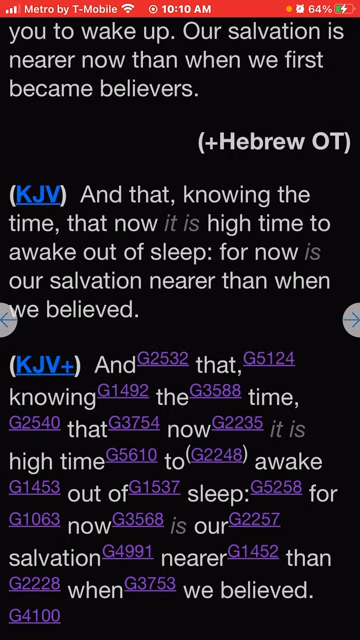 Metro by T-Mobile 10:10 AM 64%
you to wake up. Our salvation is
nearer now than when we first
became believers.
(+Hebrew OT)
(KJV) And that, knowing the
time, that now it is high time to
awake out of sleep: for now is
our salvation nearer than when
we believed.
(KJV+) AndG2532 that,G5124
knowingG1492 theG3588 time,
G2540 thatG3754 nowG2235 it is
high timeG5610 to(G2248) awake
G1453 out ofG1537 sleep:G5258 for
G1063 nowG3568 is ourG2257
salvationG4991 nearerG1452 than
G2228 whenG3753 we believed.
G4100